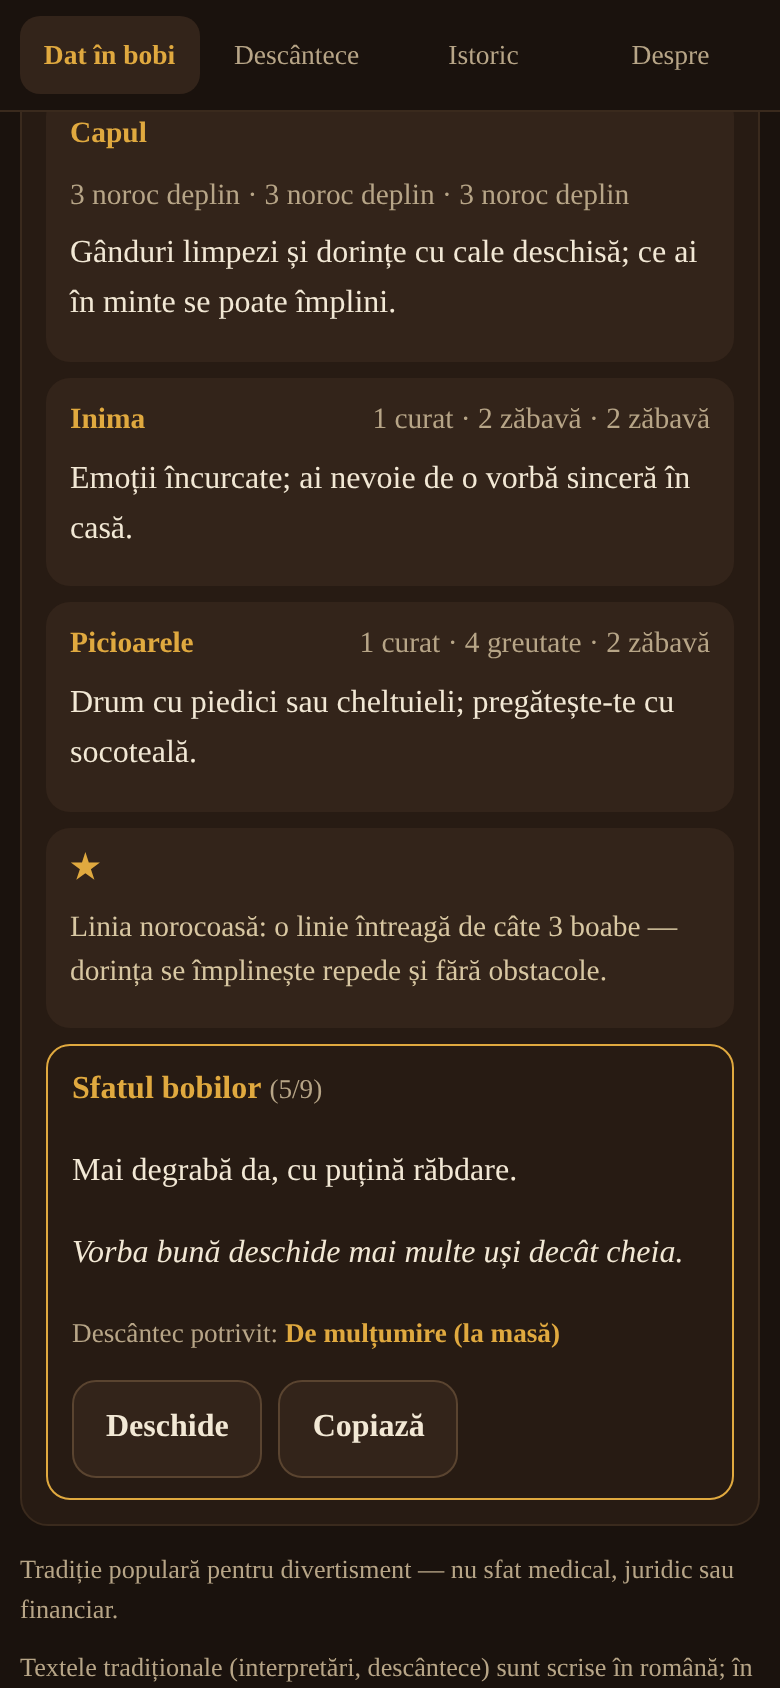 Dat în bobi
Descântece
Istoric
Despre
Capul
3 noroc deplin · 3 noroc deplin · 3 noroc deplin
Gânduri limpezi și dorințe cu cale deschisă; ce ai
în minte se poate împlini.
Inima
1 curat · 2 zăbavă · 2 zăbavă
Emoții încurcate; ai nevoie de o vorbă sinceră în
casă.
Picioarele
1 curat · 4 greutate · 2 zăbavă
Drum cu piedici sau cheltuieli; pregătește-te cu
socoteală.
★
Linia norocoasă: o linie întreagă de câte 3 boabe —
dorința se împlinește repede și fără obstacole.
Sfatul bobilor (5/9)
Mai degrabă da, cu puțină răbdare.
Vorba bună deschide mai multe uși decât cheia.
Descântec potrivit: De mulțumire (la masă)
Deschide
Copiază
Tradiție populară pentru divertisment — nu sfat medical, juridic sau
financiar.
Textele tradiționale (interpretări, descântece) sunt scrise în română; în